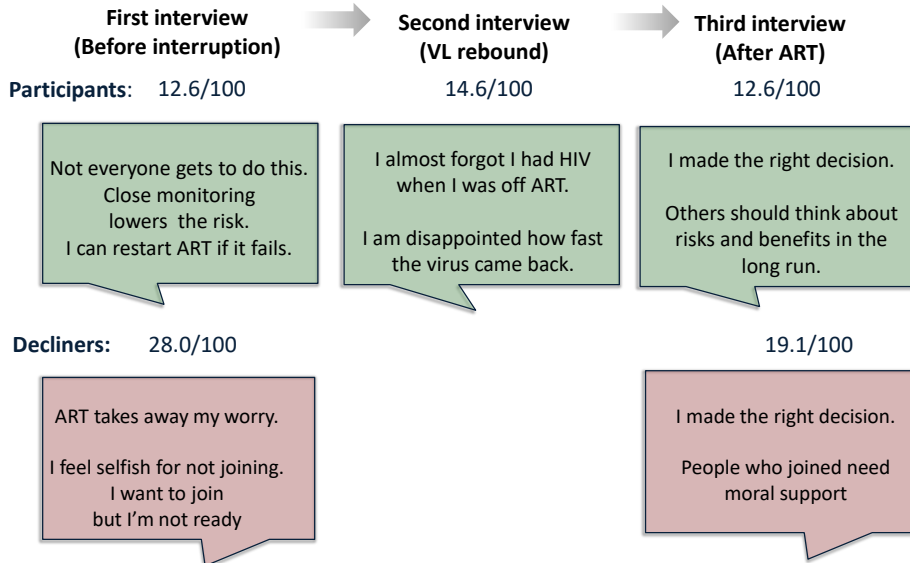 First interview
(Before interruption)
Second interview
(VL rebound)
Third interview
(After ART)
Participants: 12.6/100
14.6/100
12.6/100
Not everyone gets to do this.
Close monitoring
lowers the risk.
I can restart ART if it fails.
I almost forgot I had HIV
when I was off ART.
I am disappointed how fast
the virus came back.
I made the right decision.
Others should think about
risks and benefits in the
long run.
Decliners: 28.0/100
19.1/100
ART takes away my worry.
I feel selfish for not joining.
I want to join
but I'm not ready
I made the right decision.
People who joined need
moral support